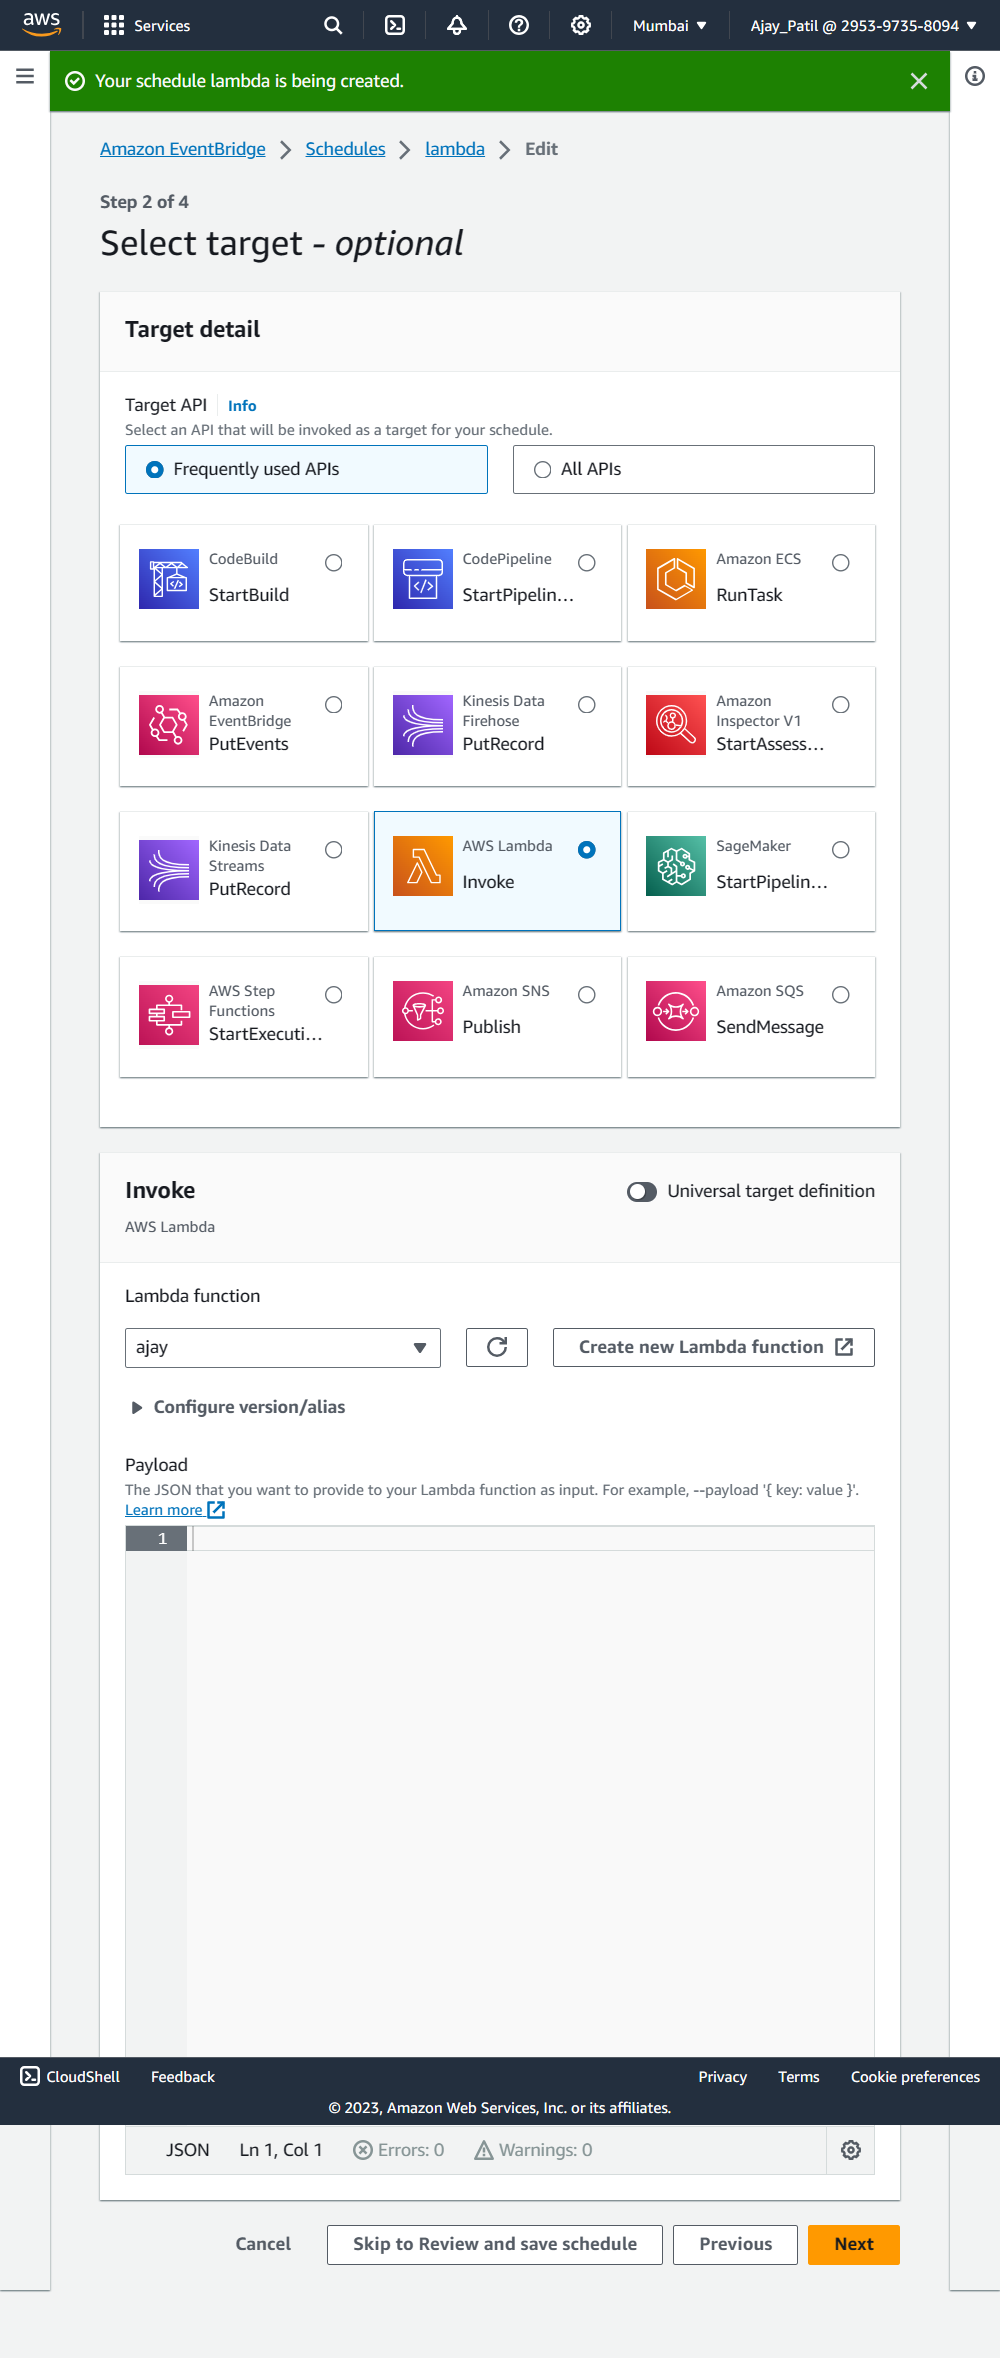 aws
Services
Mumbai
Ajay_Patil @ 2953-9735-8094
Your schedule lambda is being created.
Amazon EventBridge
Schedules
lambda
Edit
Step 2 of 4
Select target - optional
Target detail
Target API
Info
Select an API that will be invoked as a target for your schedule.
Frequently used APIs
All APIs
CodeBuild
StartBuild
CodePipeline
StartPipelin...
Amazon ECS
RunTask
Amazon
EventBridge
PutEvents
Kinesis Data
Firehose
PutRecord
Amazon
Inspector V1
StartAssess...
Kinesis Data
Streams
PutRecord
AWS Lambda
Invoke
SageMaker
StartPipelin...
AWS Step
Functions
StartExecuti...
Amazon SNS
Publish
Amazon SQS
SendMessage
Invoke
Universal target definition
AWS Lambda
Lambda function
ajay
Create new Lambda function
Configure version/alias
Payload
The JSON that you want to provide to your Lambda function as input. For example, --payload '{ key: value }'.
Learn more
1
CloudShell
Feedback
Privacy
Terms
Cookie preferences
© 2023, Amazon Web Services, Inc. or its affiliates.
JSON
Ln 1, Col 1
Errors: 0
Warnings: 0
Cancel
Skip to Review and save schedule
Previous
Next